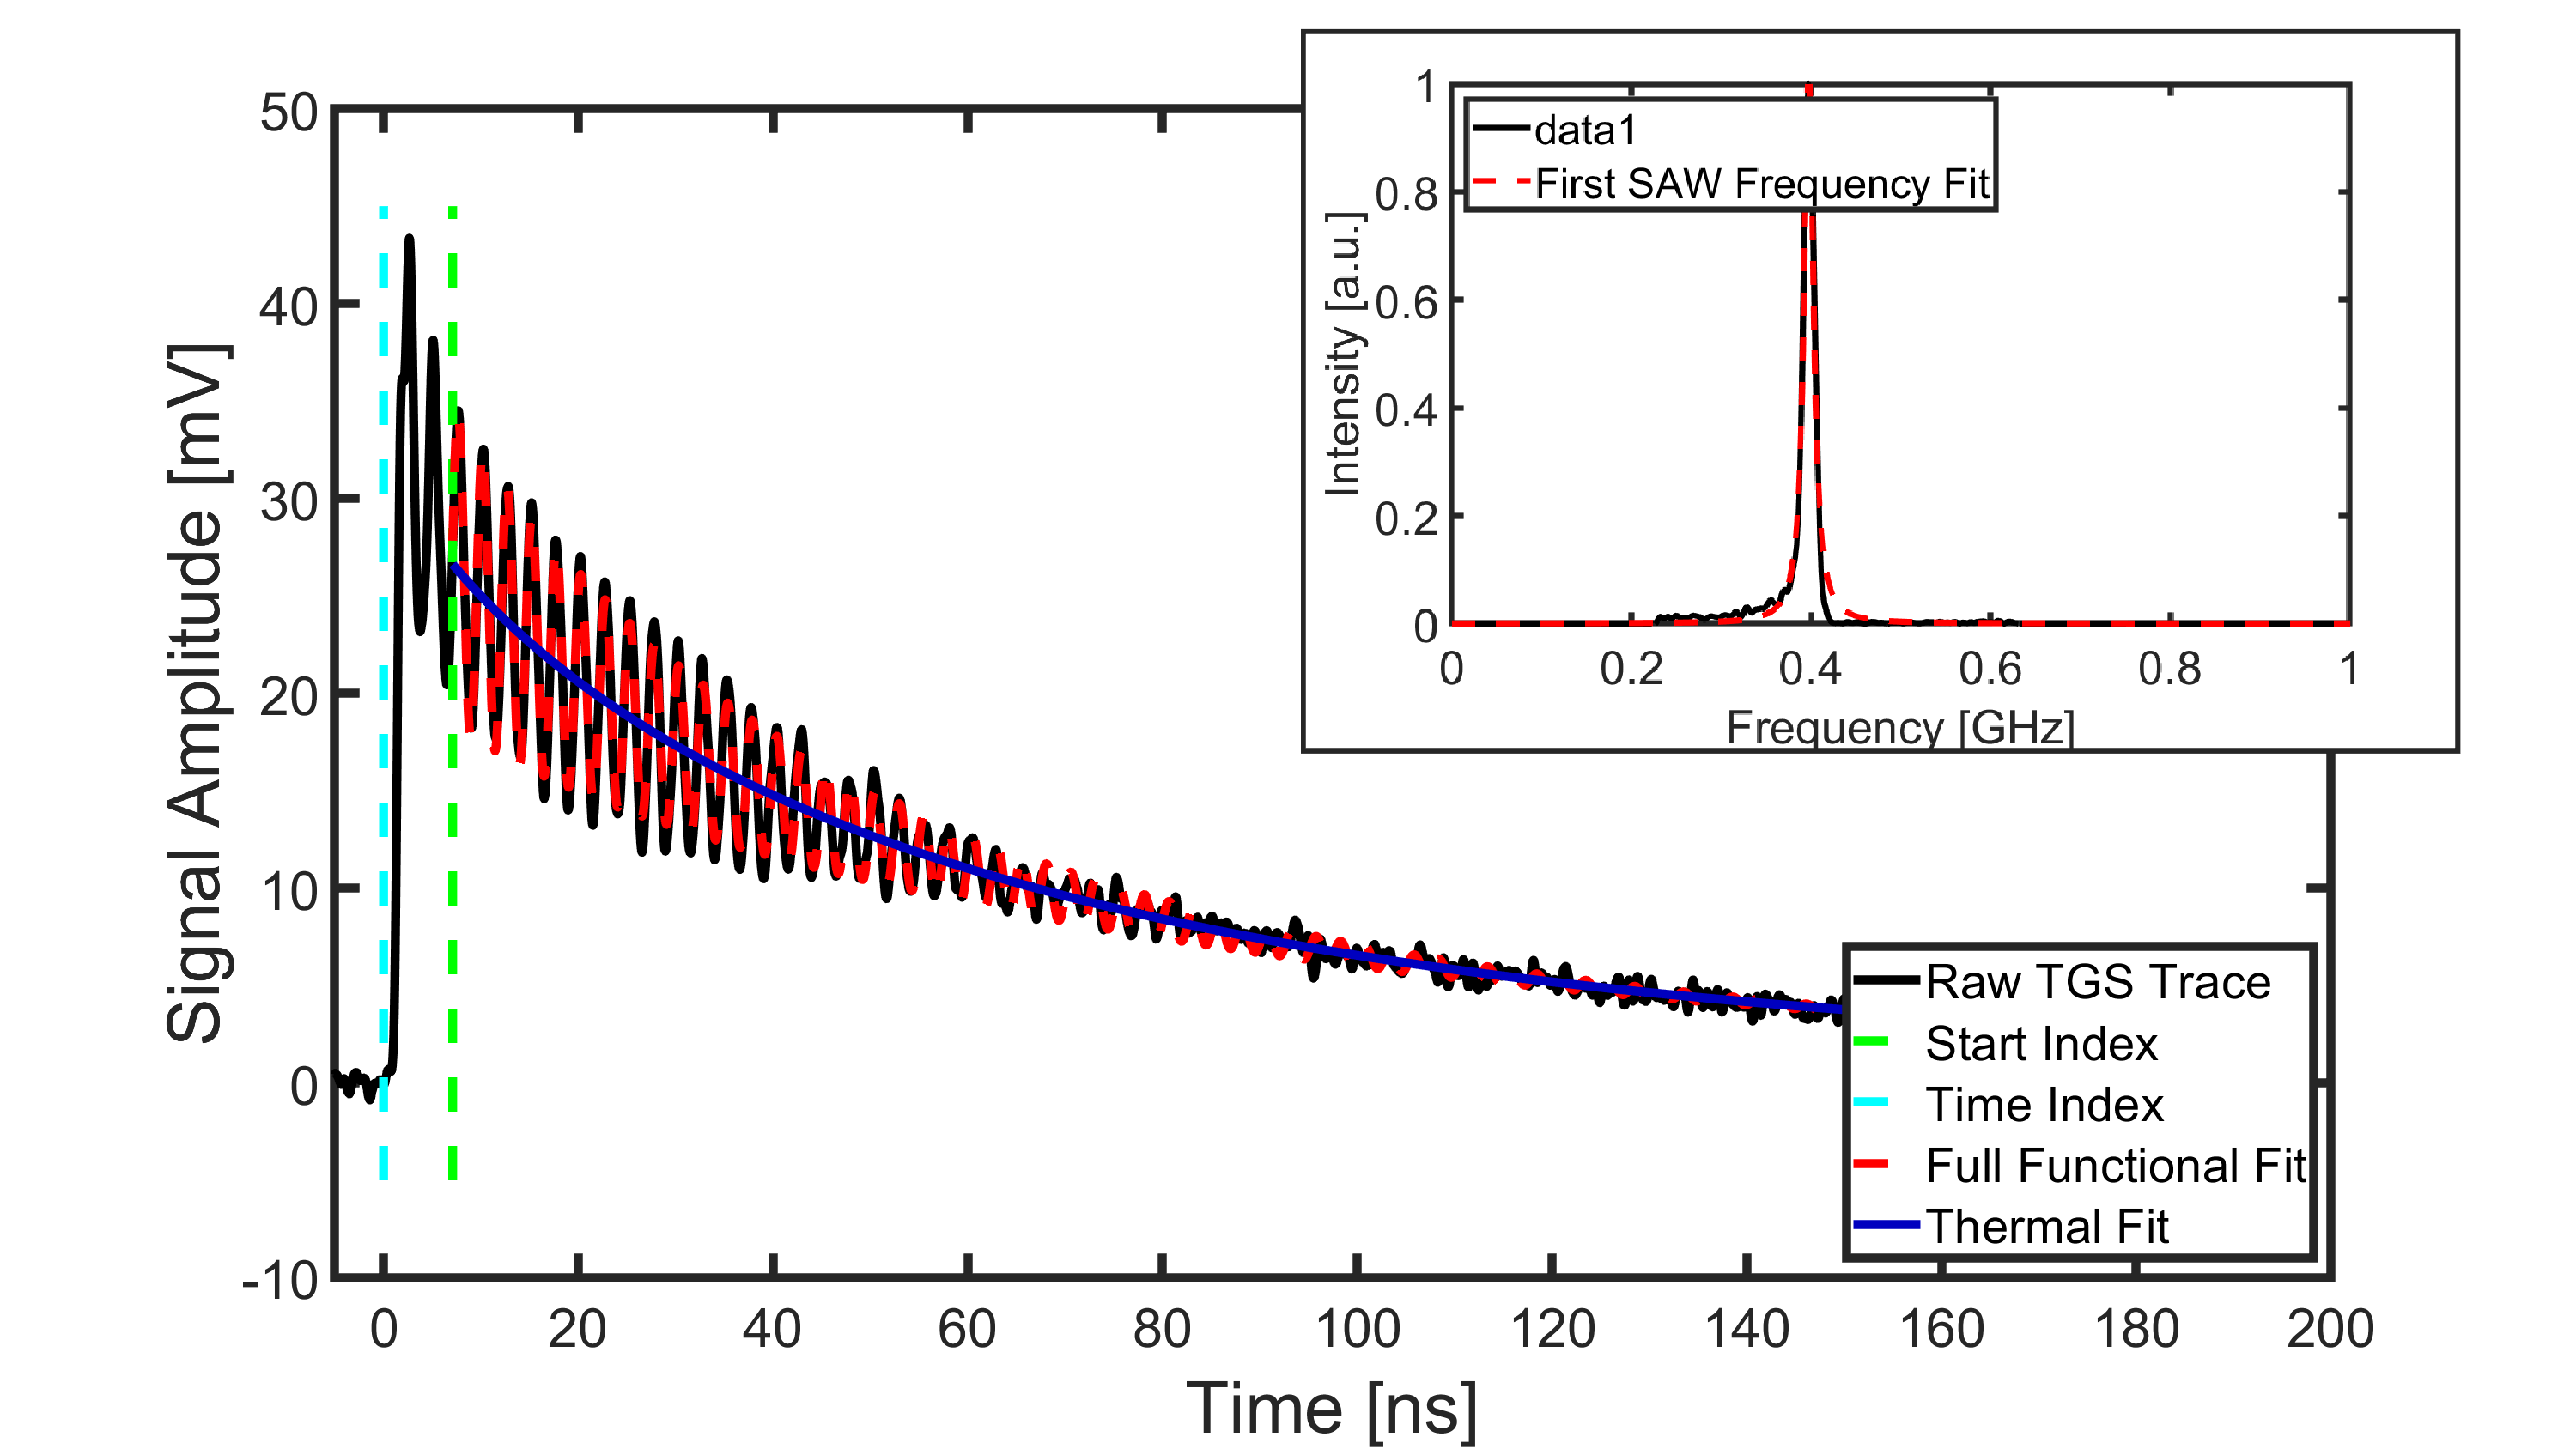 50
40
30
20
10
0
-10
Signal Amplitude [mV]
0 20 40 60 80 100 120 140 160 180 200
Time [ns]
1
0.8
0.6
0.4
0.2
0
Intensity [a.u.]
data1
First SAW Frequency Fit
0 0.2 0.4 0.6 0.8 1
Frequency [GHz]
Raw TGS Trace
Start Index
Time Index
Full Functional Fit
Thermal Fit